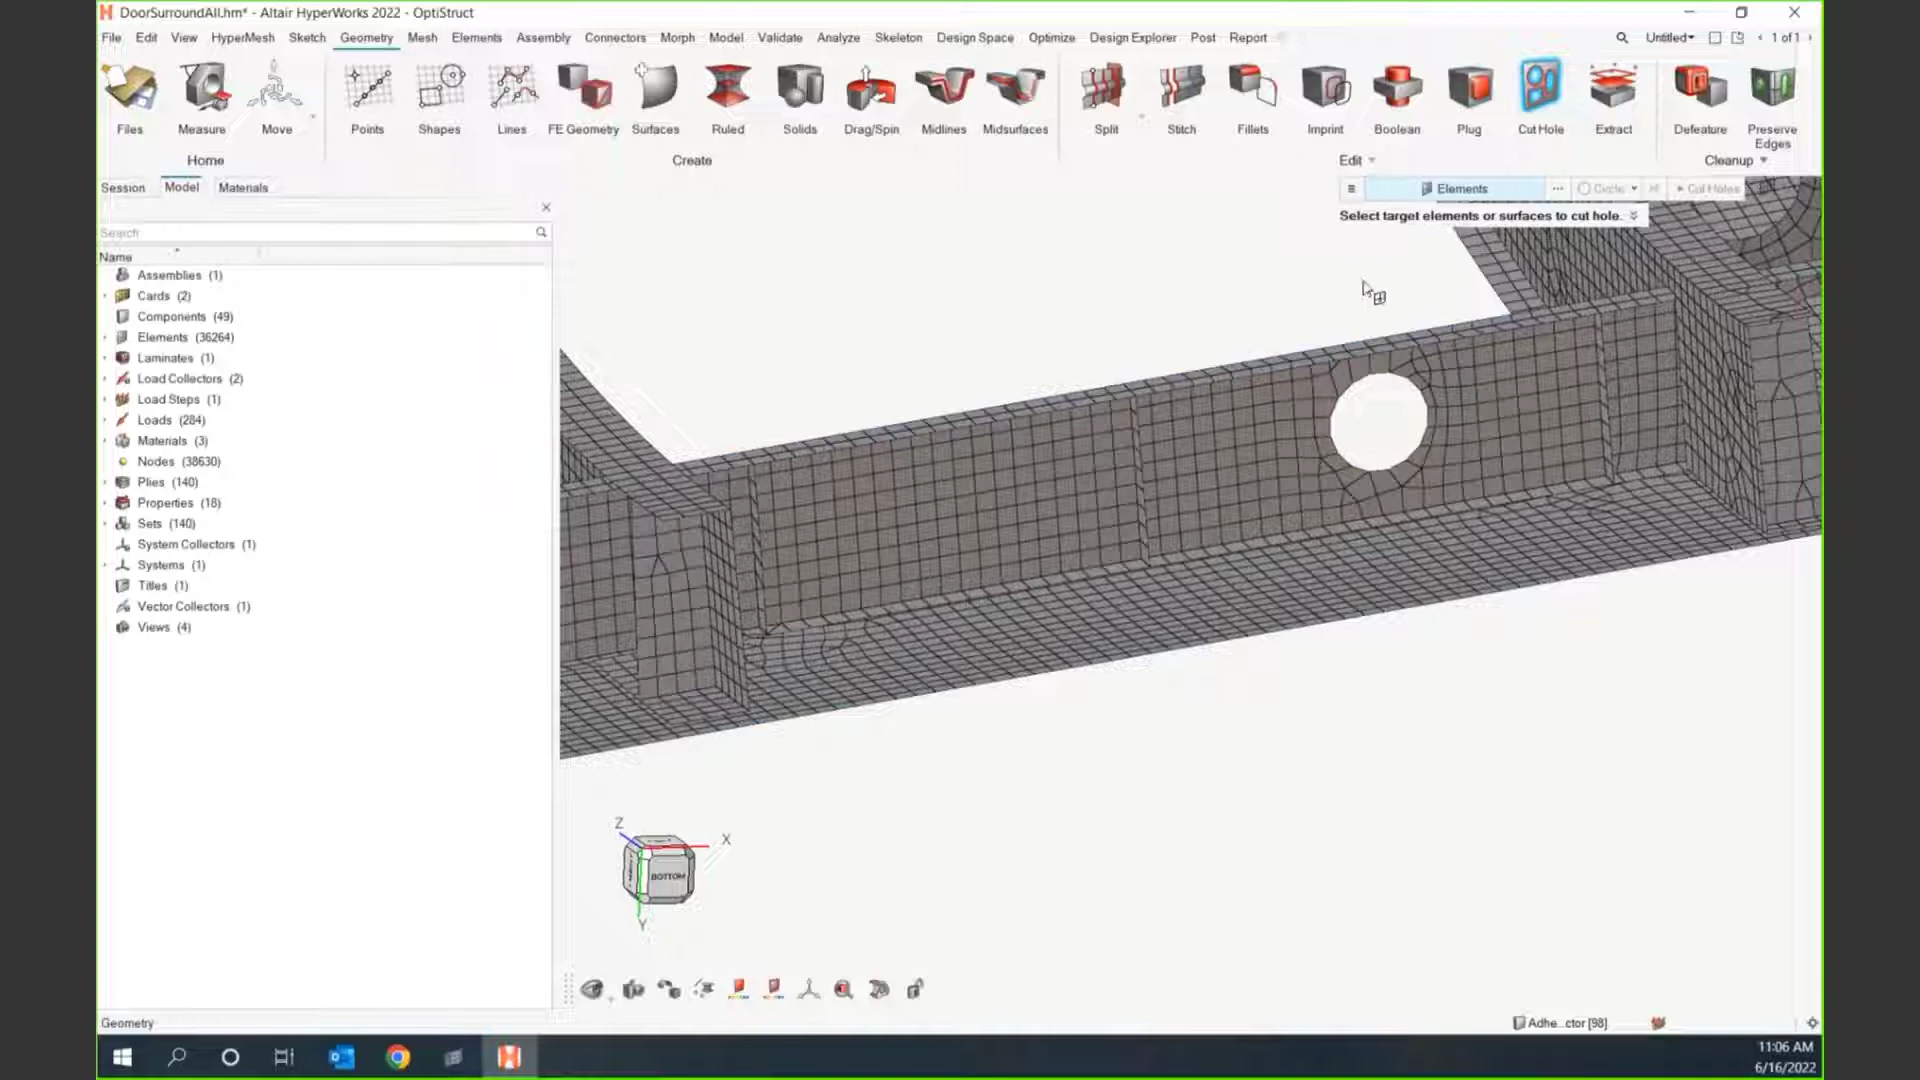 DoorSurroundAll.hm* - Altair HyperWorks 2022 - OptiStruct
File Edit View HyperMesh Sketch Geometry Mesh Elements Assembly Connectors Morph Model Validate Analyze Skeleton Design Space Optimize Design Explorer Post Report Untitled 1 of 1
Files Measure Move Points Shapes Lines FE Geometry Surfaces Ruled Solids Drag/Spin Midlines Midsurfaces Split Stitch Fillets Imprint Boolean Plug Cut Hole Extract Defeature Preserve Edges
Home Create Edit Cleanup
Session Model Materials
Elements ... Circle Cut Holes
Select target elements or surfaces to cut hole.
Search
Name
Assemblies (1)
Cards (2)
Components (49)
Elements (36264)
Laminates (1)
Load Collectors (2)
Load Steps (1)
Loads (284)
Materials (3)
Nodes (38630)
Plies (140)
Properties (18)
Sets (140)
System Collectors (1)
Systems (1)
Titles (1)
Vector Collectors (1)
Views (4)
Z
X
BOTTOM
Y
Geometry
Adhe...ctor [98]
11:06 AM
6/16/2022